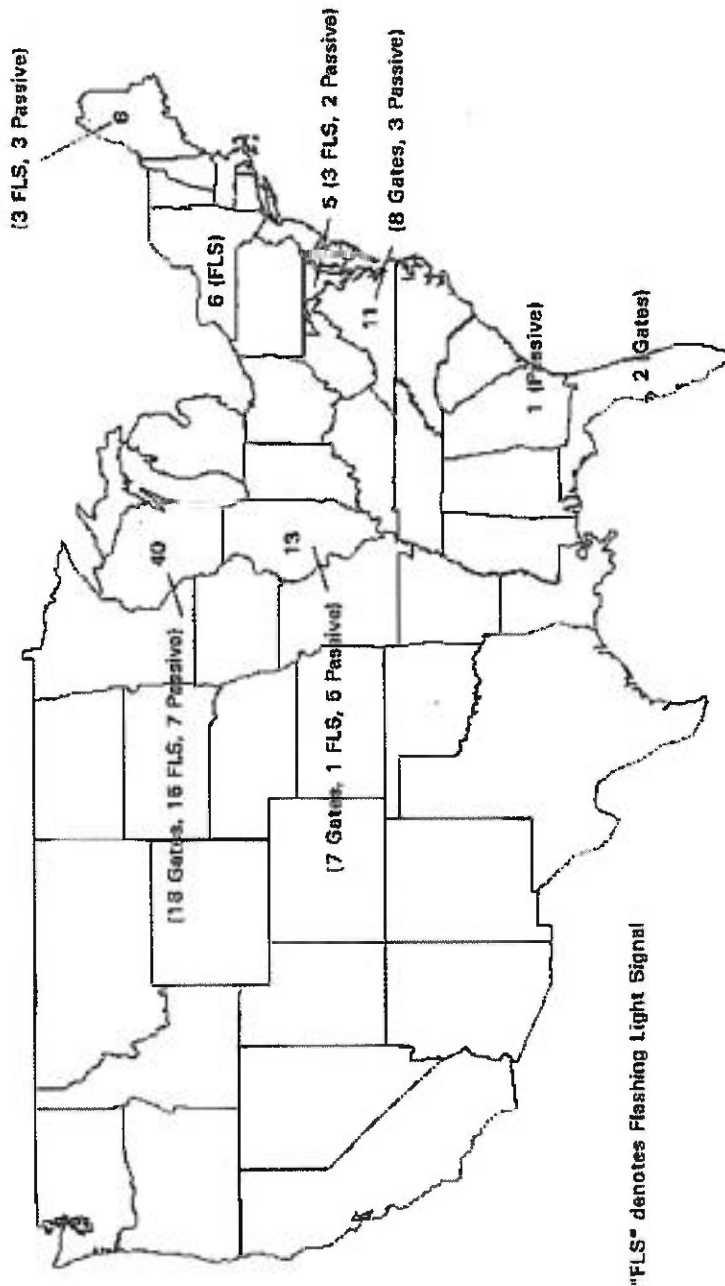 (3 FLS, 3 Passive)
6
6 (FLS)
40
(18 Gates, 15 FLS, 7 Passive)
5 (3 FLS, 2 Passive)
13
(7 Gates, 1 FLS, 5 Passive)
11
(8 Gates, 3 Passive)
1 (Passive)
2 (Gates)
"FLS" denotes Flashing Light Signal